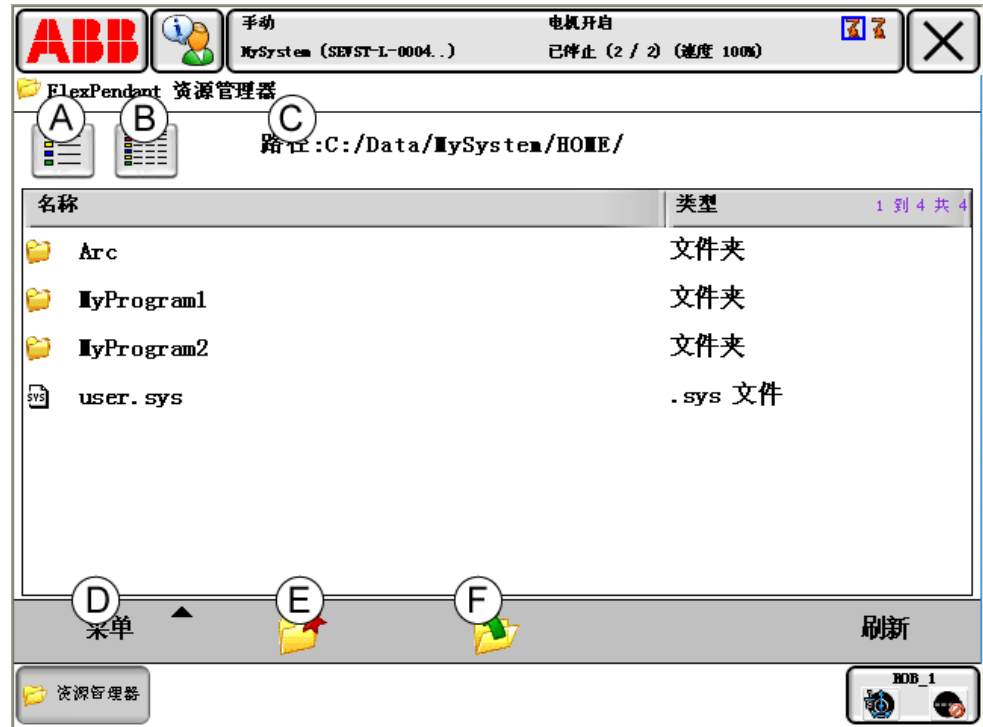 ABB
手动
电机开启
MySystem (SEWST-L-0004..)
已停止 (2 / 2) (速度 100%)
FlexPendant 资源管理器
A
B
C
路径:C:/Data/MySystem/HOME/
名称
类型
1 到 4 共 4
Arc
文件夹
MyProgram1
文件夹
MyProgram2
文件夹
SYS
user.sys
.sys 文件
D
E
F
菜单
刷新
资源管理器
ROB_1